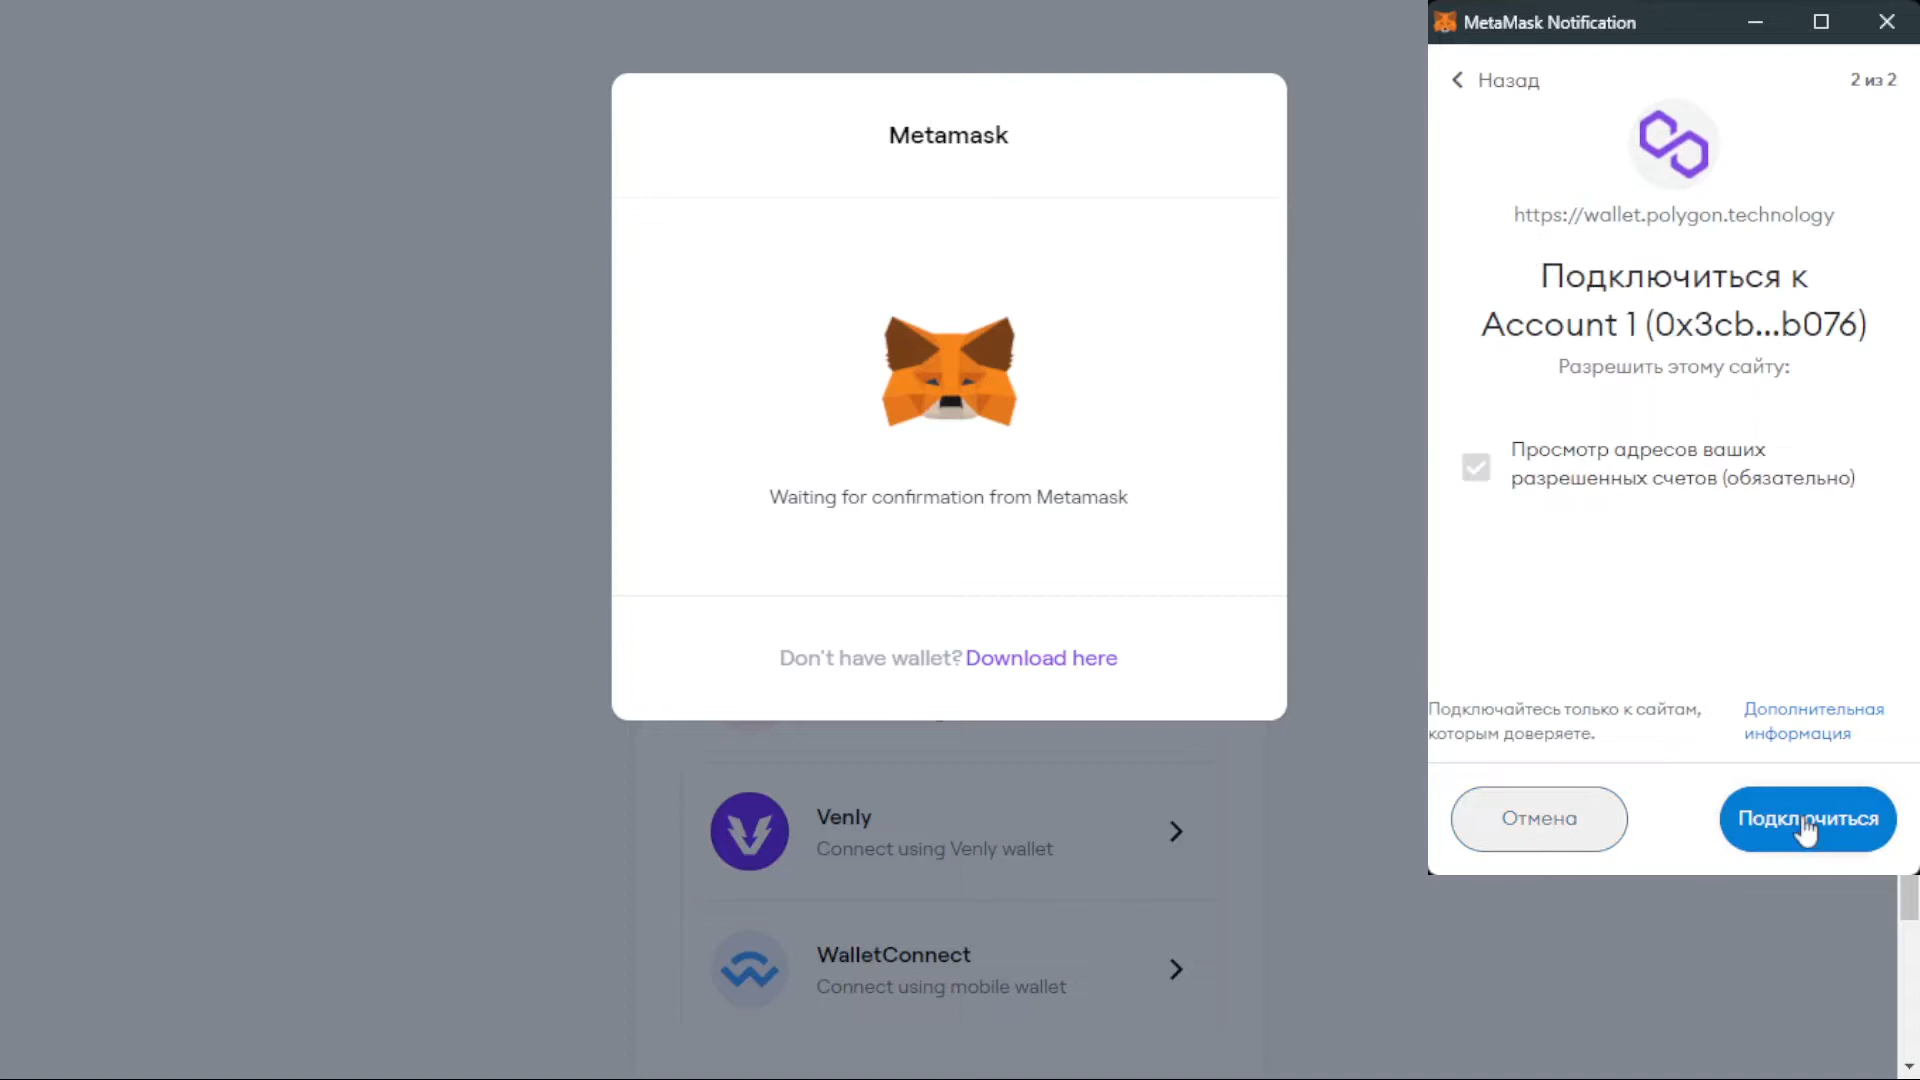 Metamask
Waiting for confirmation from Metamask
Don't have wallet? Download here
Venly
Connect using Venly wallet
WalletConnect
Connect using mobile wallet
MetaMask Notification
Назад
2 из 2
https://wallet.polygon.technology
Подключиться к
Account 1 (0x3cb...b076)
Разрешить этому сайту:
Просмотр адресов ваших
разрешенных счетов (обязательно)
Подключайтесь только к сайтам,
которым доверяете.
Дополнительная
информация
Отмена
Подключиться